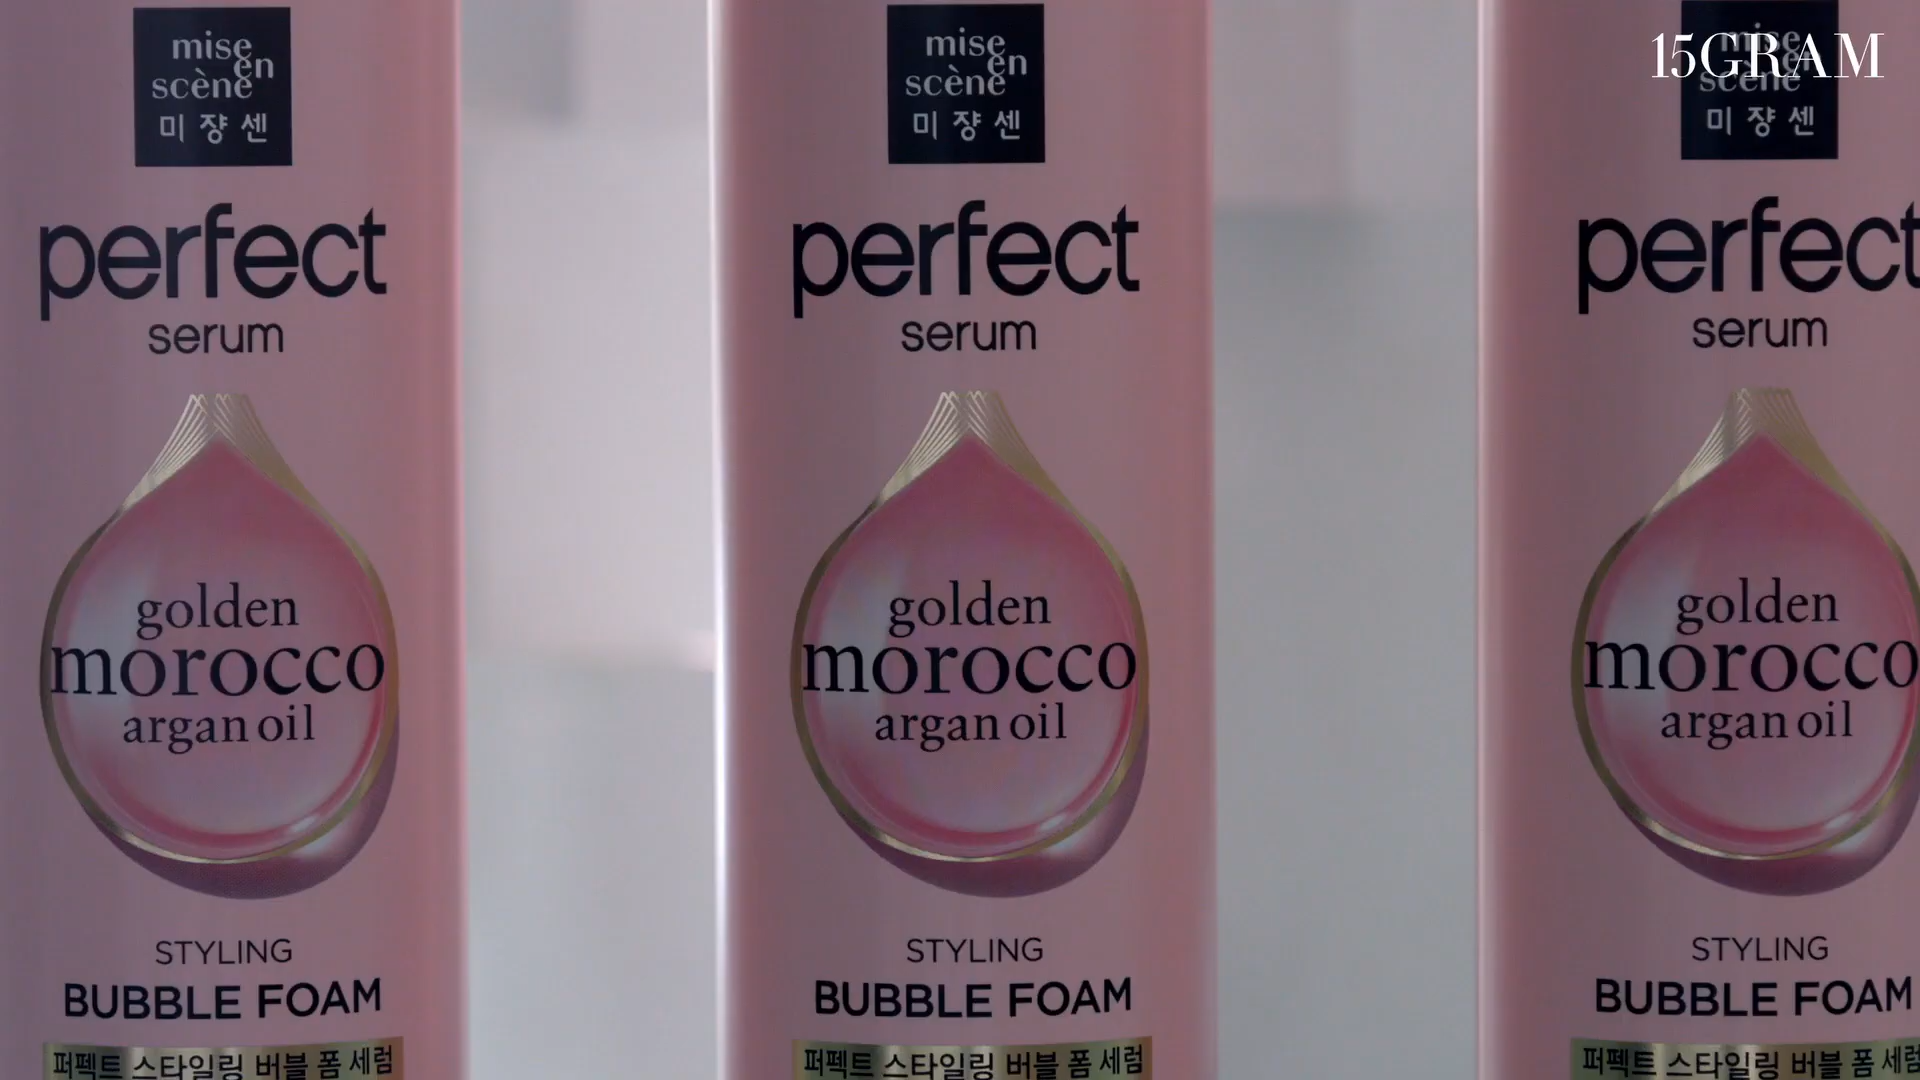 mise
en
scène
미쟝센
perfect
serum
golden
morocco
argan oil
STYLING
BUBBLE FOAM
퍼펙트 스타일링 버블 폼 세럼
mise
en
scène
미쟝센
perfect
serum
golden
morocco
argan oil
STYLING
BUBBLE FOAM
퍼펙트 스타일링 버블 폼 세럼
15GRAM
mise
en
scène
미쟝센
perfect
serum
golden
morocco
argan oil
STYLING
BUBBLE FOAM
퍼펙트 스타일링 버블 폼 세럼